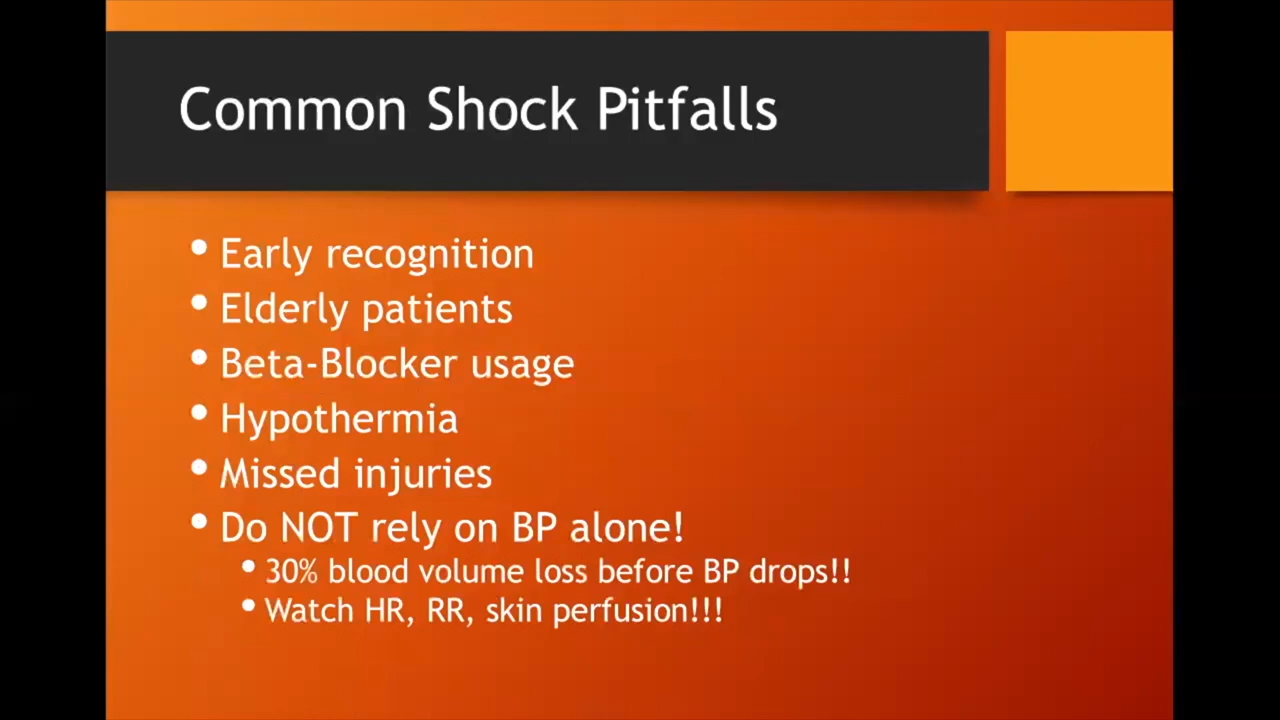 Common Shock Pitfalls
• Early recognition
• Elderly patients
• Beta-Blocker usage
• Hypothermia
• Missed injuries
• Do NOT rely on BP alone!
• 30% blood volume loss before BP drops!!
• Watch HR, RR, skin perfusion!!!